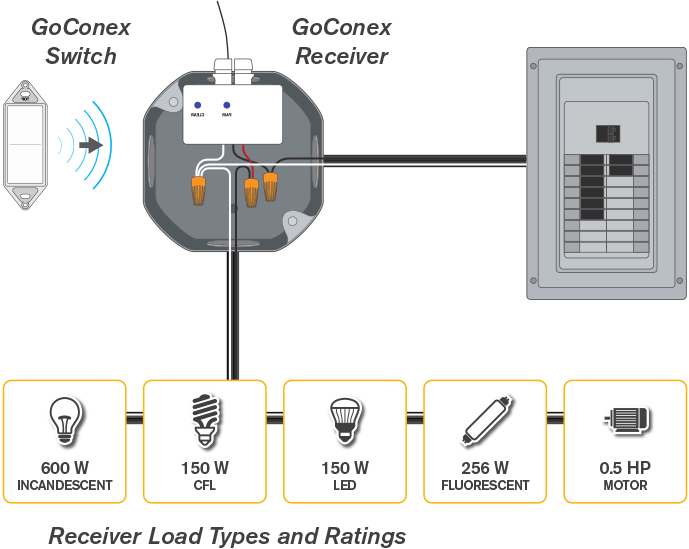 GoConex
Switch
GoConex
Receiver
CLEAR
PAIR
600 W
INCANDESCENT
150 W
CFL
150 W
LED
256 W
FLUORESCENT
0.5 HP
MOTOR
Receiver Load Types and Ratings